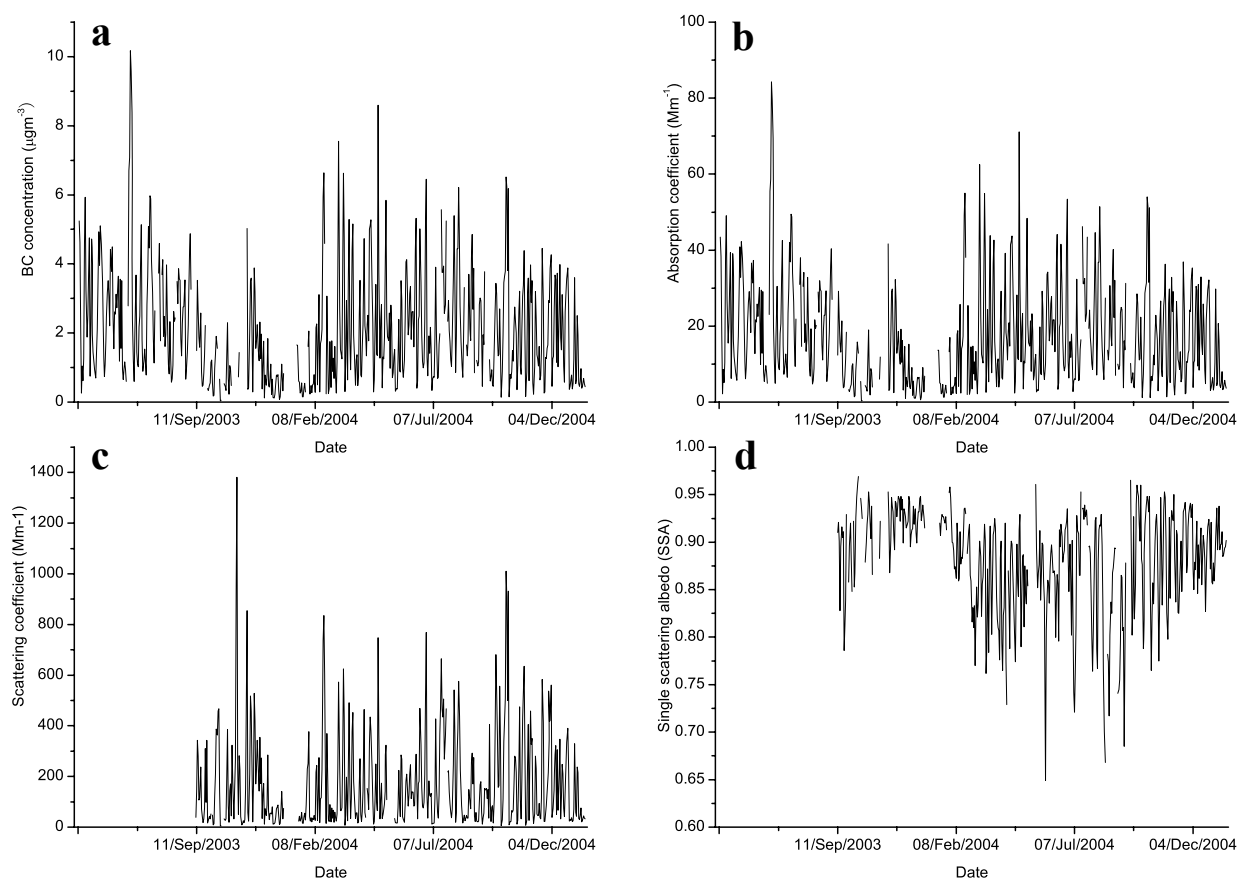 a
10
8
6
4
2
0
BC concentration (μgm-3)
11/Sep/2003 08/Feb/2004 07/Jul/2004 04/Dec/2004
Date
b
100
80
60
40
20
0
Absorption coefficient (Mm-1)
11/Sep/2003 08/Feb/2004 07/Jul/2004 04/Dec/2004
Date
c
1400
1200
1000
800
600
400
200
0
Scattering coefficient (Mm-1)
11/Sep/2003 08/Feb/2004 07/Jul/2004 04/Dec/2004
Date
d
1.00
0.95
0.90
0.85
0.80
0.75
0.70
0.65
0.60
Single scattering albedo (SSA)
11/Sep/2003 08/Feb/2004 07/Jul/2004 04/Dec/2004
Date